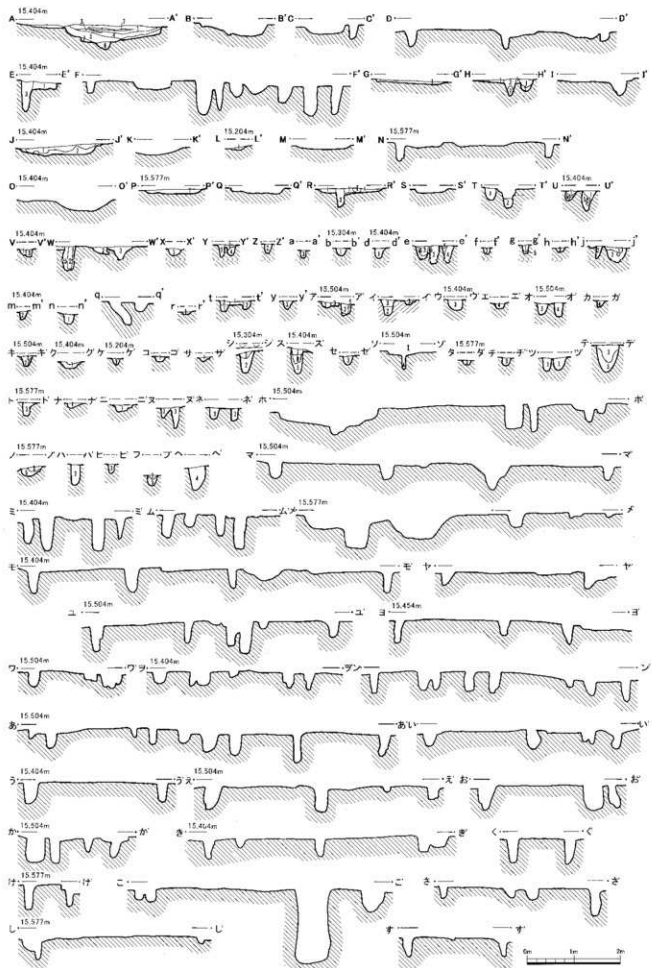 15.404m
A A' B B' C C' D D'
15.404m
E E' F F' G G' H H' I I'
15.404m 15.204m 15.577m
J J' K K' L L' M M' N N'
15.404m 15.577m 15.404m
O O' P P' Q Q' R R' S S' T T' U U'
15.404m 15.304m 15.404m
V V' W W' X X' Y Y' Z Z' a a' b b' d d' e e' f f' g g' h h' j j'
15.404m 15.504m 15.404m 15.504m
m m' n n' q q' r r' t t' y y' ア ア' イ イ' ウ ウ' エ エ' オ オ' カ カ'
15.504m 15.404m 15.204m 15.304m 15.404m 15.504m 15.577m
キ キ' ク ク' ケ ケ' コ コ' サ サ' シ シ' ス ス' セ セ' ソ ソ' タ タ' チ チ' ツ ツ' テ テ'
15.577m 15.504m
ト ト' ナ ナ' ニ ニ' ヌ ヌ' ネ ネ' ホ ホ'
15.577m 15.504m
ノ ノ' ハ ハ' ヒ ヒ' フ フ' ヘ ヘ' マ マ'
15.404m 15.577m
ミ ミ' ム ム' メ メ'
15.404m
モ モ' ヤ ヤ'
15.504m 15.454m
ユ ユ' ヨ ヨ'
15.504m 15.404m
ワ ワ' ヲ ヲ' ン ン'
15.504m
あ あ' い い'
15.404m 15.504m
う う' え え' お お'
15.504m 15.454m
か か' き き' く く'
15.577m
け け' こ こ' さ さ'
15.577m
し し' す す'
0m 1m 2m